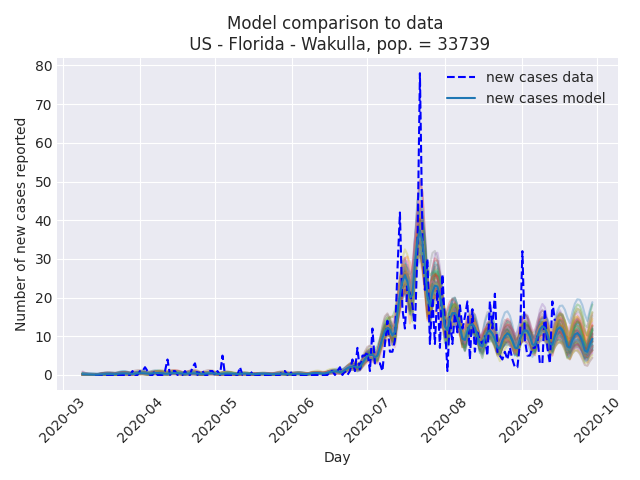 Model comparison to data
US - Florida - Wakulla, pop. = 33739
Number of new cases reported
80
70
60
50
40
30
20
10
0
new cases data
new cases model
2020-03
2020-04
2020-05
2020-06
2020-07
2020-08
2020-09
2020-10
Day